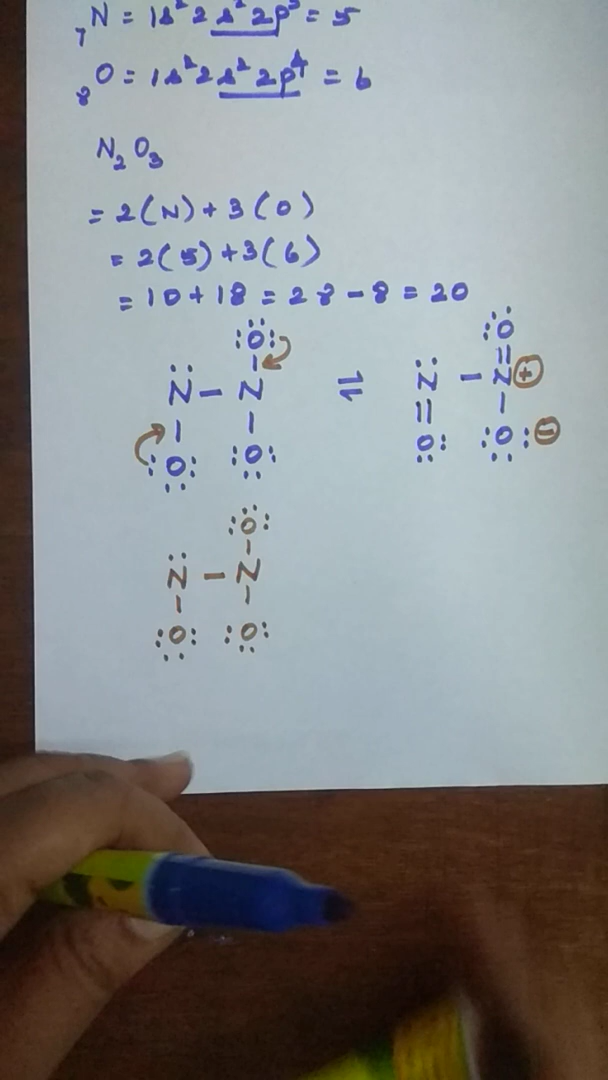 ₇N = 1s² 2s² 2p³ = 5
₈O = 1s² 2s² 2p⁴ = 6
N₂O₃
= 2(N) + 3(O)
= 2(5) + 3(6)
= 10 + 18 = 28 - 8 = 20
:Ö: :Ö
N̈ - N ⇌ N̈ - N ⊕
:O: :O: O: :O: ⊖
:Ö:
N̈ - N
:O: :O: